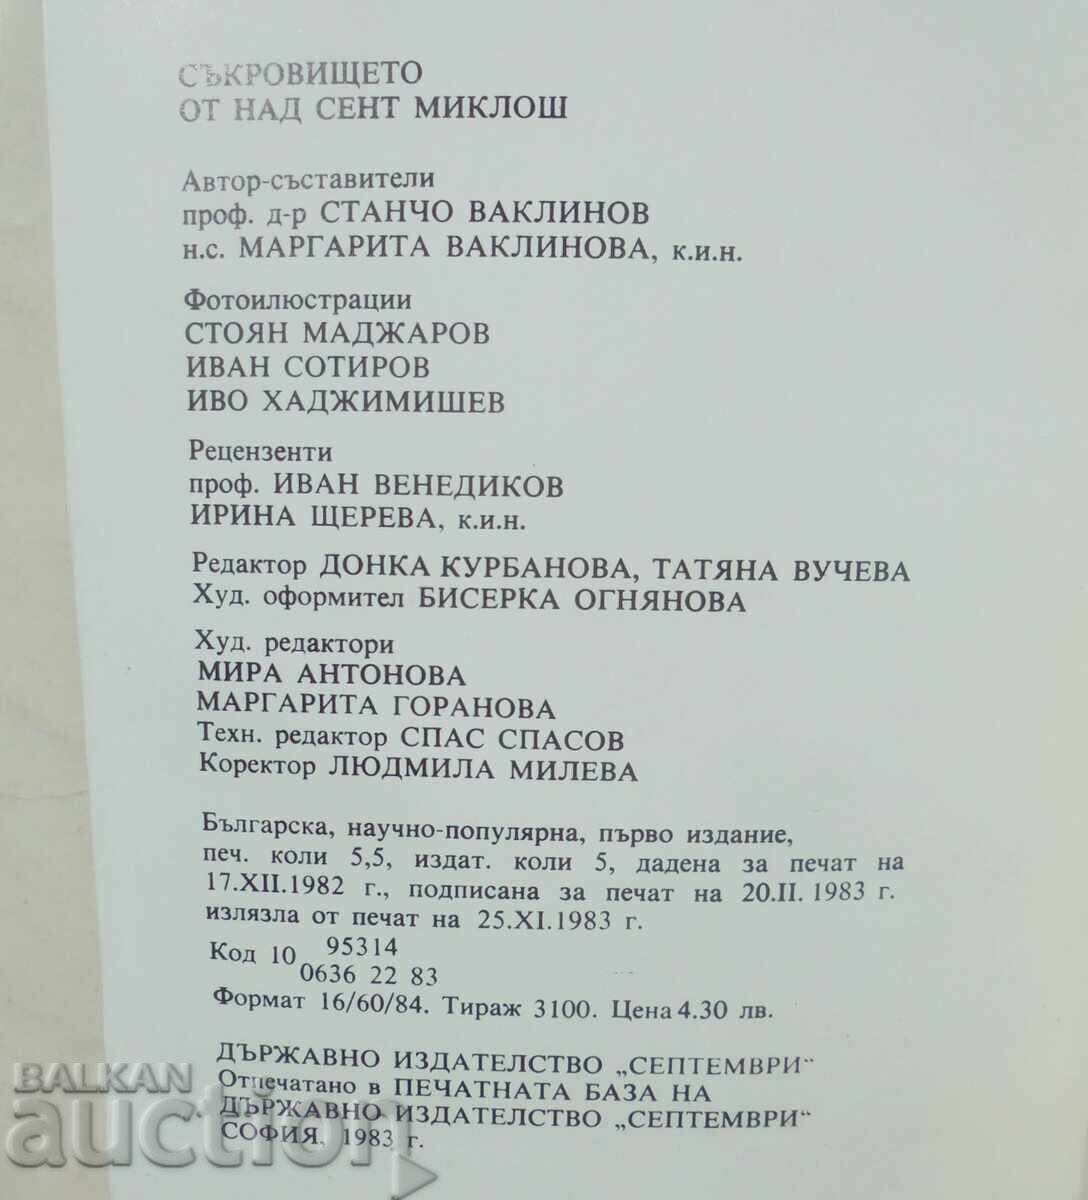 СЪКРОВИЩЕТО
ОТ НАД СЕНТ МИКЛОШ
Автор-съставители
проф. д-р СТАНЧО ВАКЛИНОВ
н.с. МАРГАРИТА ВАКЛИНОВА, к.и.н.
Фотоилюстрации
СТОЯН МАДЖАРОВ
ИВАН СОТИРОВ
ИВО ХАДЖИМИШЕВ
Рецензенти
проф. ИВАН ВЕНЕДИКОВ
ИРИНА ЩЕРЕВА, к.и.н.
Редактор ДОНКА КУРБАНОВА, ТАТЯНА ВУЧЕВА
Худ. оформител БИСЕРКА ОГНЯНОВА
Худ. редактори
МИРА АНТОНОВА
МАРГАРИТА ГОРАНОВА
Техн. редактор СПАС СПАСОВ
Коректор ЛЮДМИЛА МИЛЕВА
Българска, научно-популярна, първо издание,
печ. коли 5,5, издат. коли 5, дадена за печат на
17.XII.1982 г., подписана за печат на 20.II. 1983 г.
излязла от печат на 25.XI.1983 г.
Код 10 95314
0636 22 83
Формат 16/60/84. Тираж 3100. Цена 4.30 лв.
ДЪРЖАВНО ИЗДАТЕЛСТВО „СЕПТЕМВРИ“
Отпечатано в ПЕЧАТНАТА БАЗА НА
ДЪРЖАВНО ИЗДАТЕЛСТВО „СЕПТЕМВРИ“
СОФИЯ, 1983 г.
BALKAN
auction